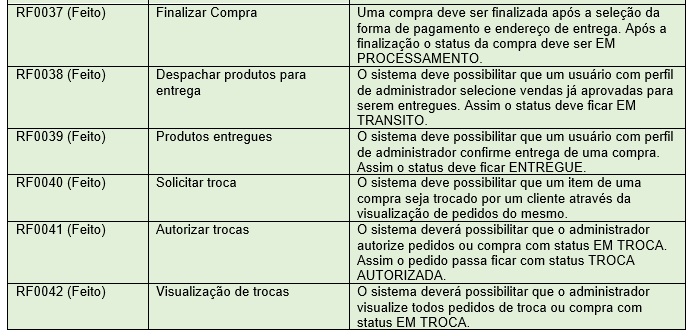 RF0037 (Feito) Finalizar Compra Uma compra deve ser finalizada após a seleção da
forma de pagamento e endereço de entrega. Após a
finalização o status da compra deve ser EM
PROCESSAMENTO.
RF0038 (Feito) Despachar produtos para O sistema deve possibilitar que um usuário com perfil
entrega de administrador selecione vendas já aprovadas para
serem entregues. Assim o status deve ficar EM
TRANSITO.
RF0039 (Feito) Produtos entregues O sistema deve possibilitar que um usuário com perfil
de administrador confirme entrega de uma compra.
Assim o status deve ficar ENTREGUE.
RF0040 (Feito) Solicitar troca O sistema deve possibilitar que um item de uma
compra seja trocado por um cliente através da
visualização de pedidos do mesmo.
RF0041 (Feito) Autorizar trocas O sistema deverá possibilitar que o administrador
autorize pedidos ou compra com status EM TROCA.
Assim o pedido passa ficar com status TROCA
AUTORIZADA.
RF0042 (Feito) Visualização de trocas O sistema deverá possibilitar que o administrador
visualize todos pedidos de troca ou compra com
status EM TROCA.